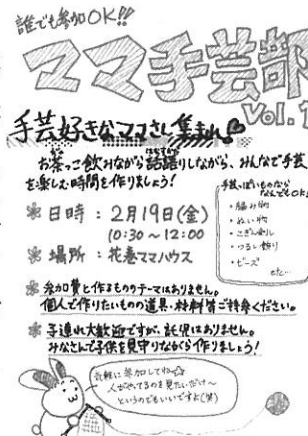 誰でも参加OK!!
ママ手芸部
Vol.1
手芸好きなママさん集まれ
お茶っこ飲みながら語りしながら、みんなで手芸
を楽しむ時間を作りましょう!
手芸っぽいものなら
なんでもOK!
・編み物
・ぬい物
・こぎん刺し
・つるし飾り
・ビーズ
etc...
日時:2月19日(金)
10:30~12:00
場所:花巻ママハウス
参加費と作るもののテーマはありません。
個人で作りたいものの道具・材料等ご持参ください。
子連れ大歓迎ですが、託児はありません。
みなさんで子供を見守りながら作りましょう!
気軽に参加してね☆
人がやってるのを見たいだけ~
というのでもいいですよ(笑)